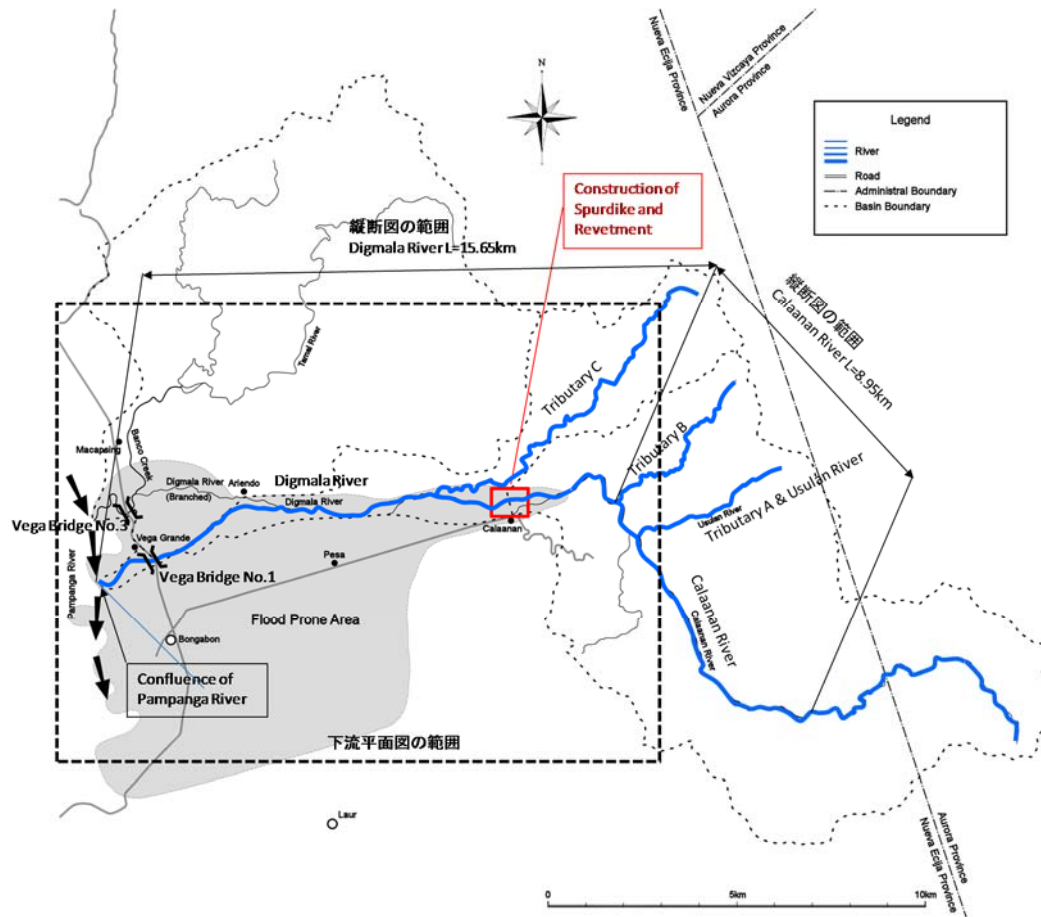 Nueva Ecija Province
Nueva Vizcaya Province
Aurora Province
N
Legend
River
Road
Administral Boundary
Basin Boundary
Construction of
Spurdike and
Revetment
縦断図の範囲
Digmala River L=15.65km
縦断図の範囲
Calaanan River L=8.95km
Tamal River
Tributary C
Tributary B
Macapsing
Banoo Creek
Digmala River
(Branched)
Ariendo
Digmala River
Digmala River
Calaanan
Usulan River
Tributary A & Usulan River
Vega Bridge No.3
Vega Grande
Pampanga River
Vega Bridge No.1
Pesa
Flood Prone Area
Bongabon
Calaanan River
Calaanan River
Confluence of
Pampanga River
下流平面図の範囲
Laur
Aurora Province
Nueva Ecija Province
0
5km
10km